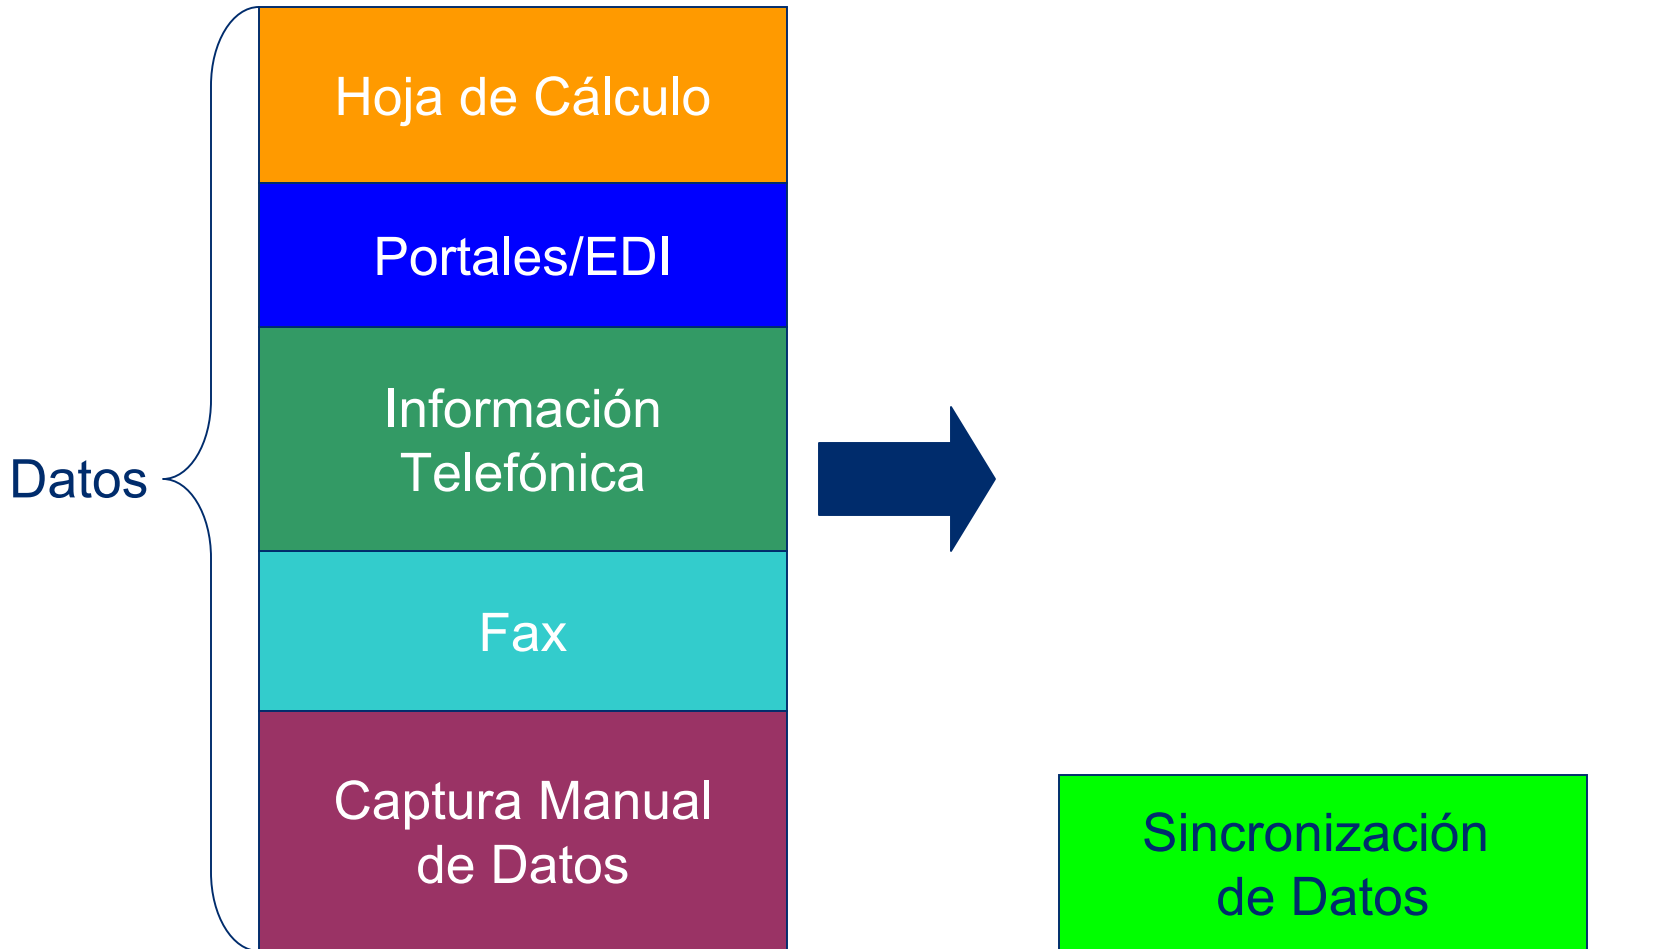 Hoja de Cálculo
Portales/EDI
Información
Telefónica
Datos
Fax
Captura Manual
de Datos
Sincronización
de Datos